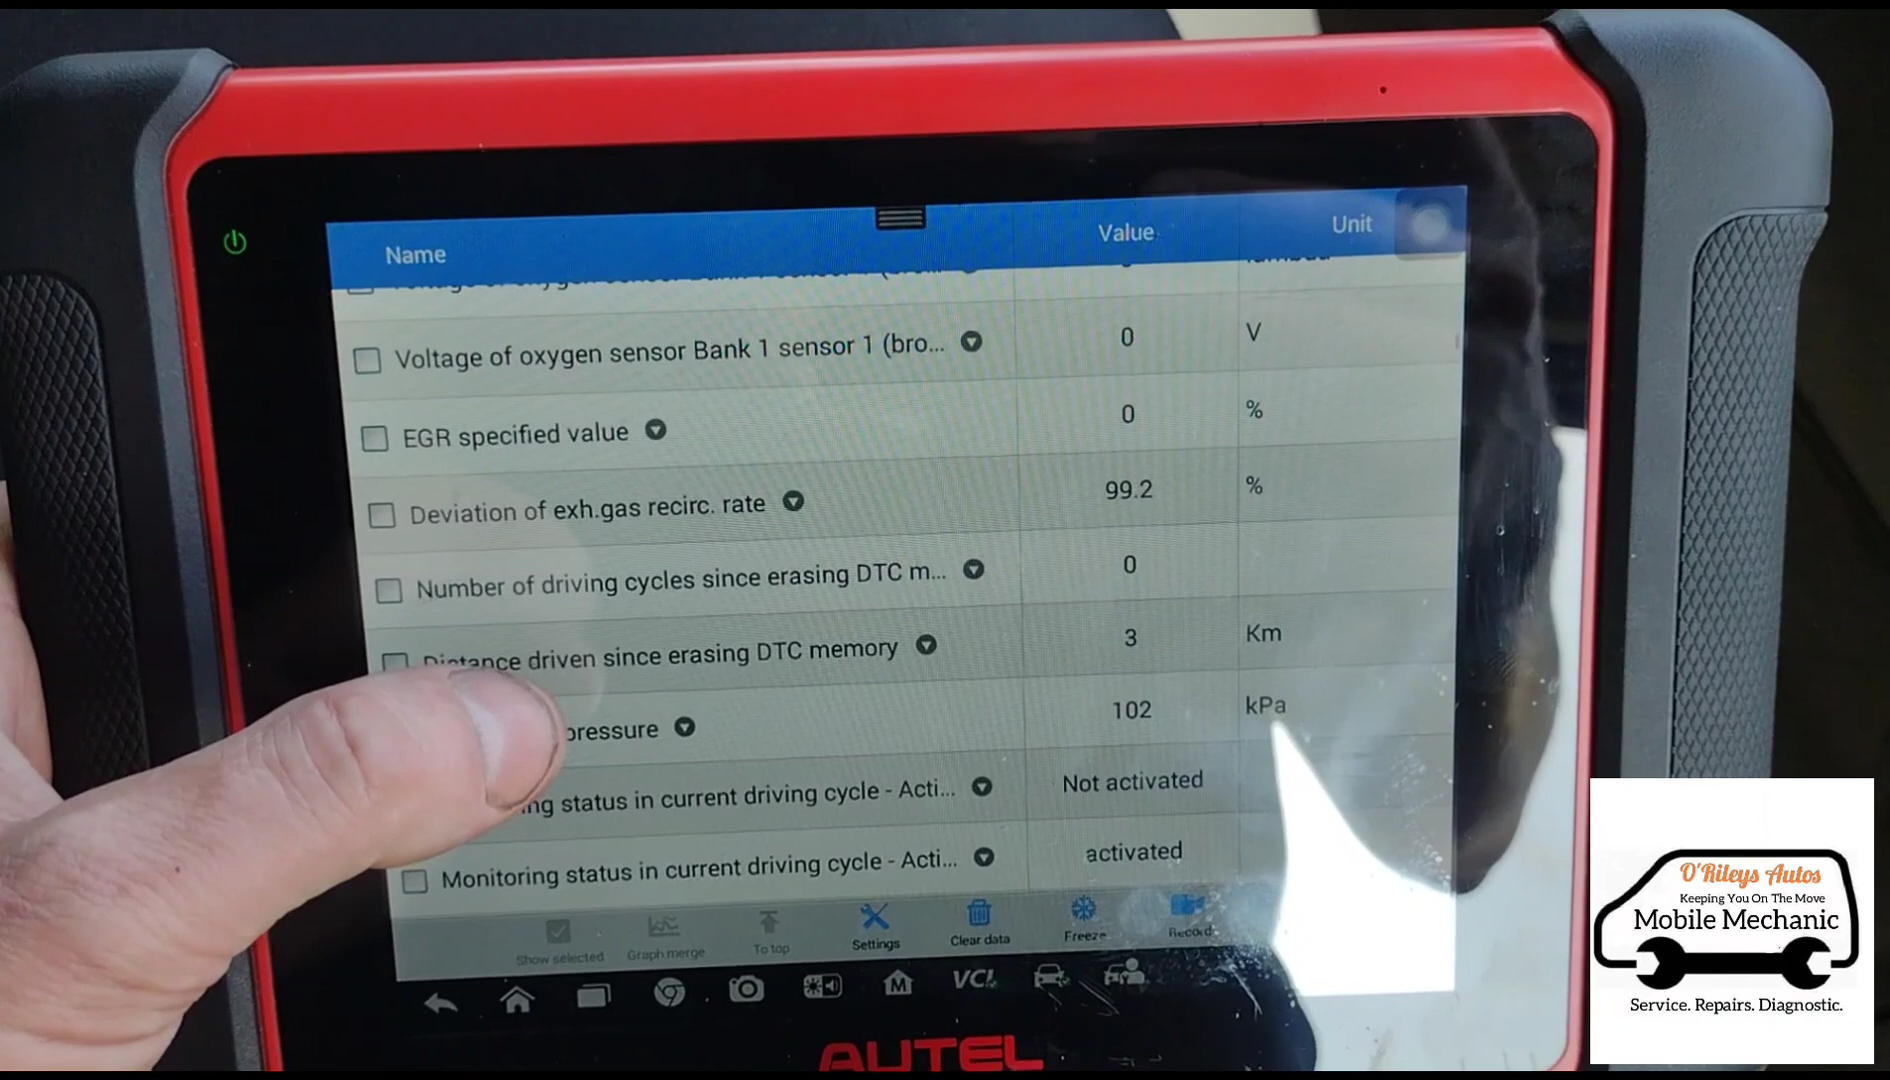 Name Value Unit
Voltage of oxygen sensor Bank 1 sensor 1 (bro... 0 V
EGR specified value 0 %
Deviation of exh.gas recirc. rate 99.2 %
Number of driving cycles since erasing DTC m... 0
Distance driven since erasing DTC memory 3 Km
pressure 102 kPa
ng status in current driving cycle - Acti... Not activated
Monitoring status in current driving cycle - Acti... activated
Show selected Graph merge To top Settings Clear data Freeze Record
M VCI
AUTEL
O'Rileys Autos
Keeping You On The Move
Mobile Mechanic
Service. Repairs. Diagnostic.